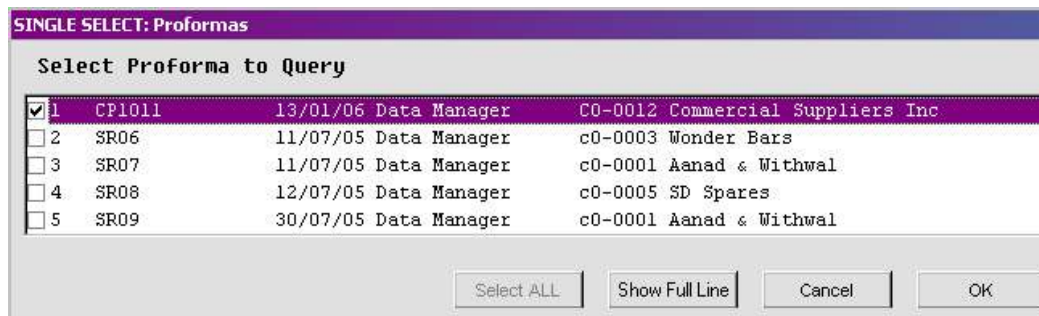 SINGLE SELECT: Proformas
Select Proforma to Query
1 CP1011 13/01/06 Data Manager C0-0012 Commercial Suppliers Inc
2 SR06 11/07/05 Data Manager c0-0003 Wonder Bars
3 SR07 11/07/05 Data Manager c0-0001 Aanad & Withwal
4 SR08 12/07/05 Data Manager c0-0005 SD Spares
5 SR09 30/07/05 Data Manager c0-0001 Aanad & Withwal
Select ALL Show Full Line Cancel OK